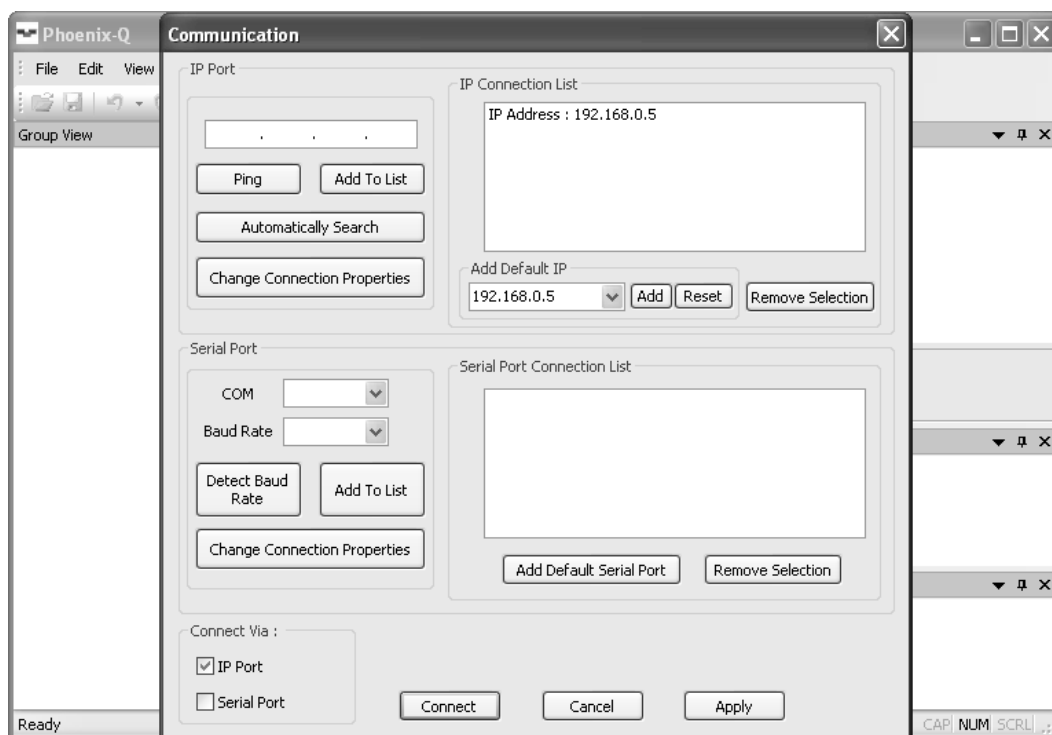 Phoenix-Q
Communication
File Edit View
Group View
IP Port
. . .
Ping
Add To List
Automatically Search
Change Connection Properties
IP Connection List
IP Address : 192.168.0.5
Add Default IP
192.168.0.5
Add
Reset
Remove Selection
Serial Port
COM
Baud Rate
Detect Baud
Rate
Add To List
Change Connection Properties
Serial Port Connection List
Add Default Serial Port
Remove Selection
Connect Via :
IP Port
Serial Port
Connect
Cancel
Apply
Ready
CAP NUM SCRL